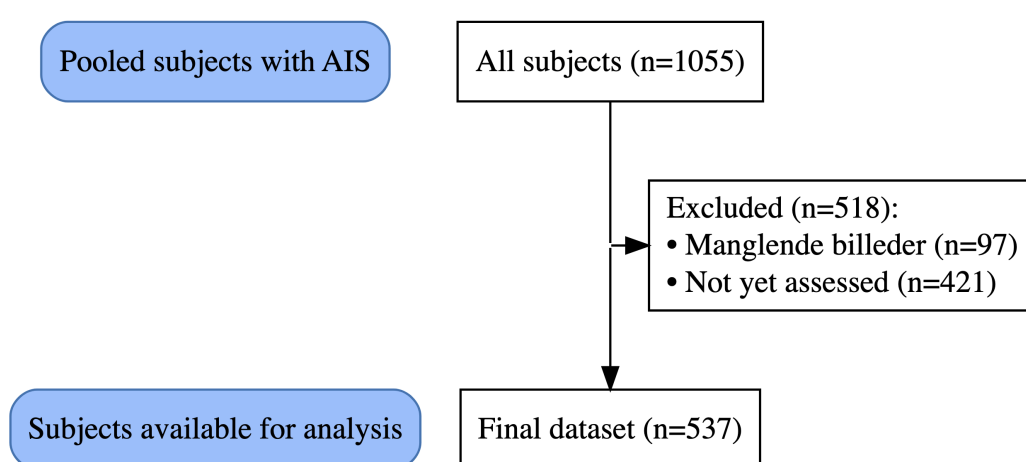 Pooled subjects with AIS
All subjects (n=1055)
Excluded (n=518):
• Manglende billeder (n=97)
• Not yet assessed (n=421)
Subjects available for analysis
Final dataset (n=537)